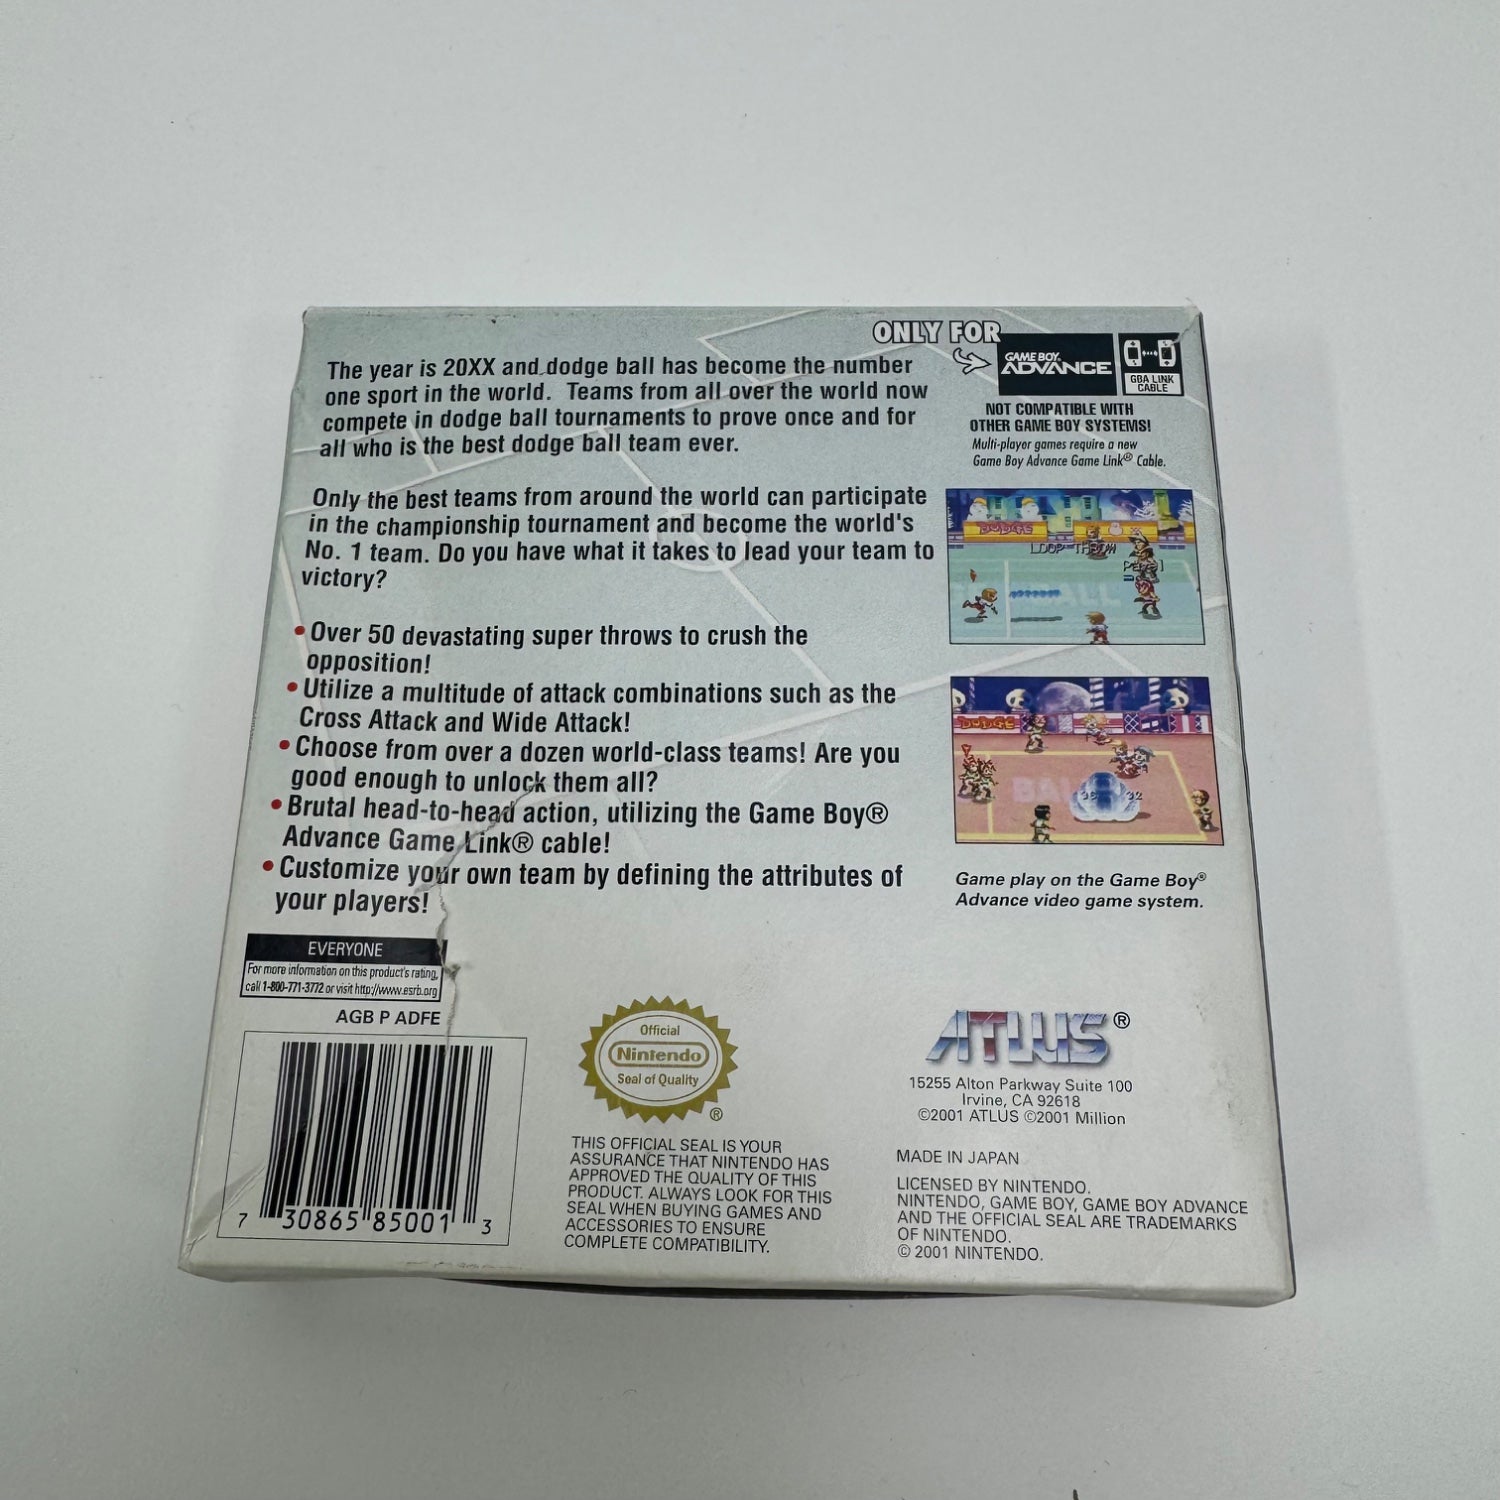 The year is 20XX and dodge ball has become the number
one sport in the world. Teams from all over the world now
compete in dodge ball tournaments to prove once and for
all who is the best dodge ball team ever.
Only the best teams from around the world can participate
in the championship tournament and become the world's
No. 1 team. Do you have what it takes to lead your team to
victory?
• Over 50 devastating super throws to crush the
opposition!
• Utilize a multitude of attack combinations such as the
Cross Attack and Wide Attack!
• Choose from over a dozen world-class teams! Are you
good enough to unlock them all?
• Brutal head-to-head action, utilizing the Game Boy®
Advance Game Link® cable!
• Customize your own team by defining the attributes of
your players!
ONLY FOR
GAME BOY
ADVANCE
GBA LINK
CABLE
NOT COMPATIBLE WITH
OTHER GAME BOY SYSTEMS!
Multi-player games require a new
Game Boy Advance Game Link® Cable.
DODGE
LOOP THROW
BALL
DODGE
BAL
36 32
Game play on the Game Boy®
Advance video game system.
EVERYONE
For more information on this product's rating,
call 1-800-771-3772 or visit http://www.esrb.org
AGB P ADFE
7 30865 85001 3
Official
Nintendo
Seal of Quality
®
THIS OFFICIAL SEAL IS YOUR
ASSURANCE THAT NINTENDO HAS
APPROVED THE QUALITY OF THIS
PRODUCT. ALWAYS LOOK FOR THIS
SEAL WHEN BUYING GAMES AND
ACCESSORIES TO ENSURE
COMPLETE COMPATIBILITY.
ATLUS®
15255 Alton Parkway Suite 100
Irvine, CA 92618
©2001 ATLUS ©2001 Million
MADE IN JAPAN
LICENSED BY NINTENDO.
NINTENDO, GAME BOY, GAME BOY ADVANCE
AND THE OFFICIAL SEAL ARE TRADEMARKS
OF NINTENDO.
© 2001 NINTENDO.